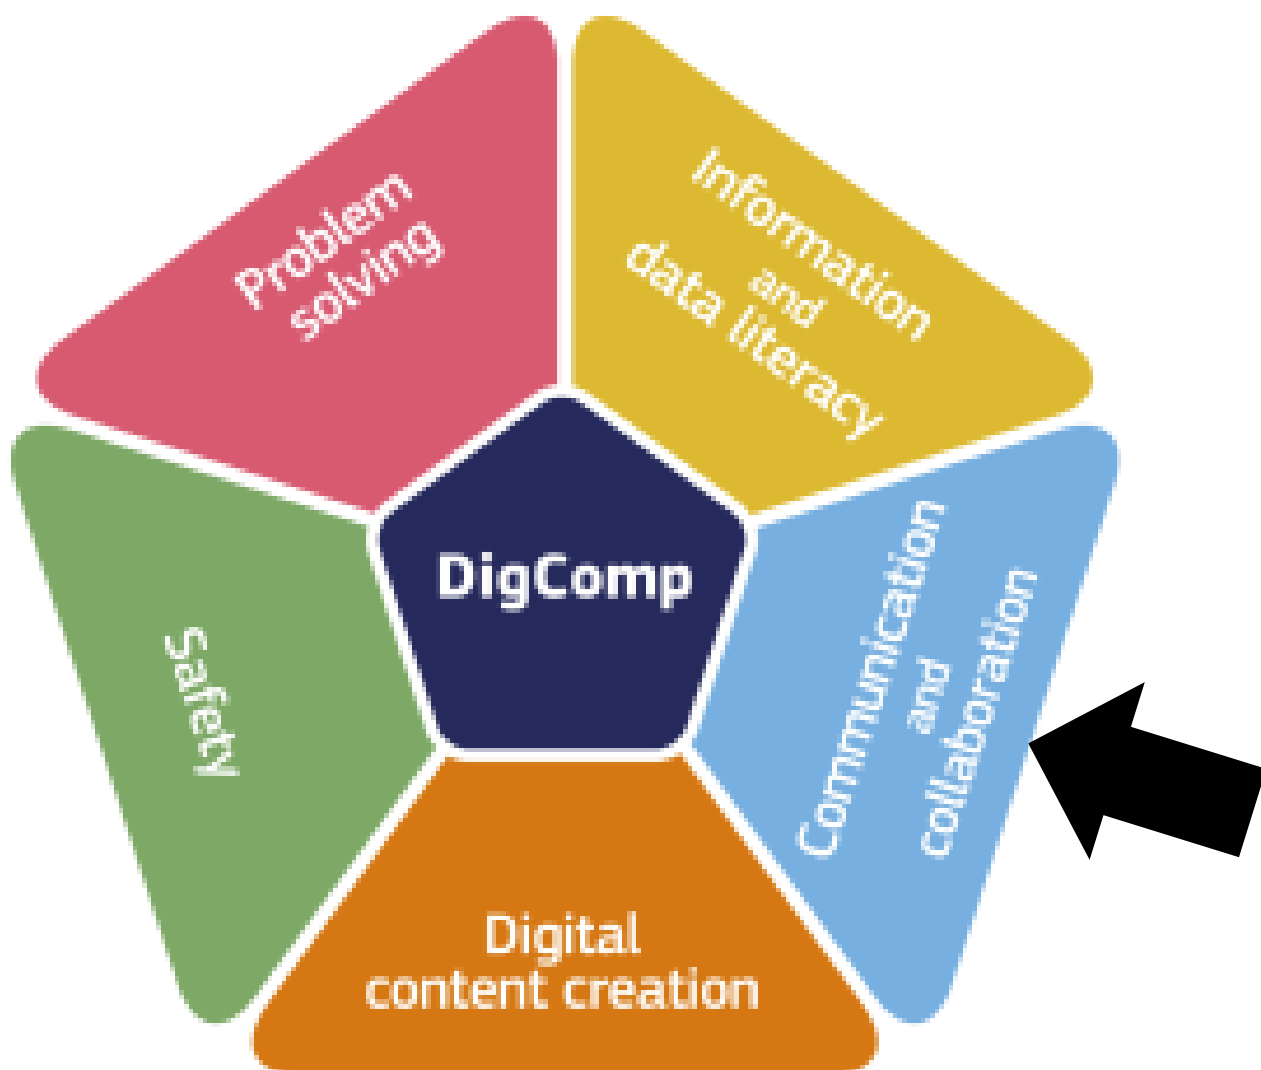 Problem
solving
Information
and
data literacy
DigComp
Communication
and
collaboration
Safety
Digital
content creation